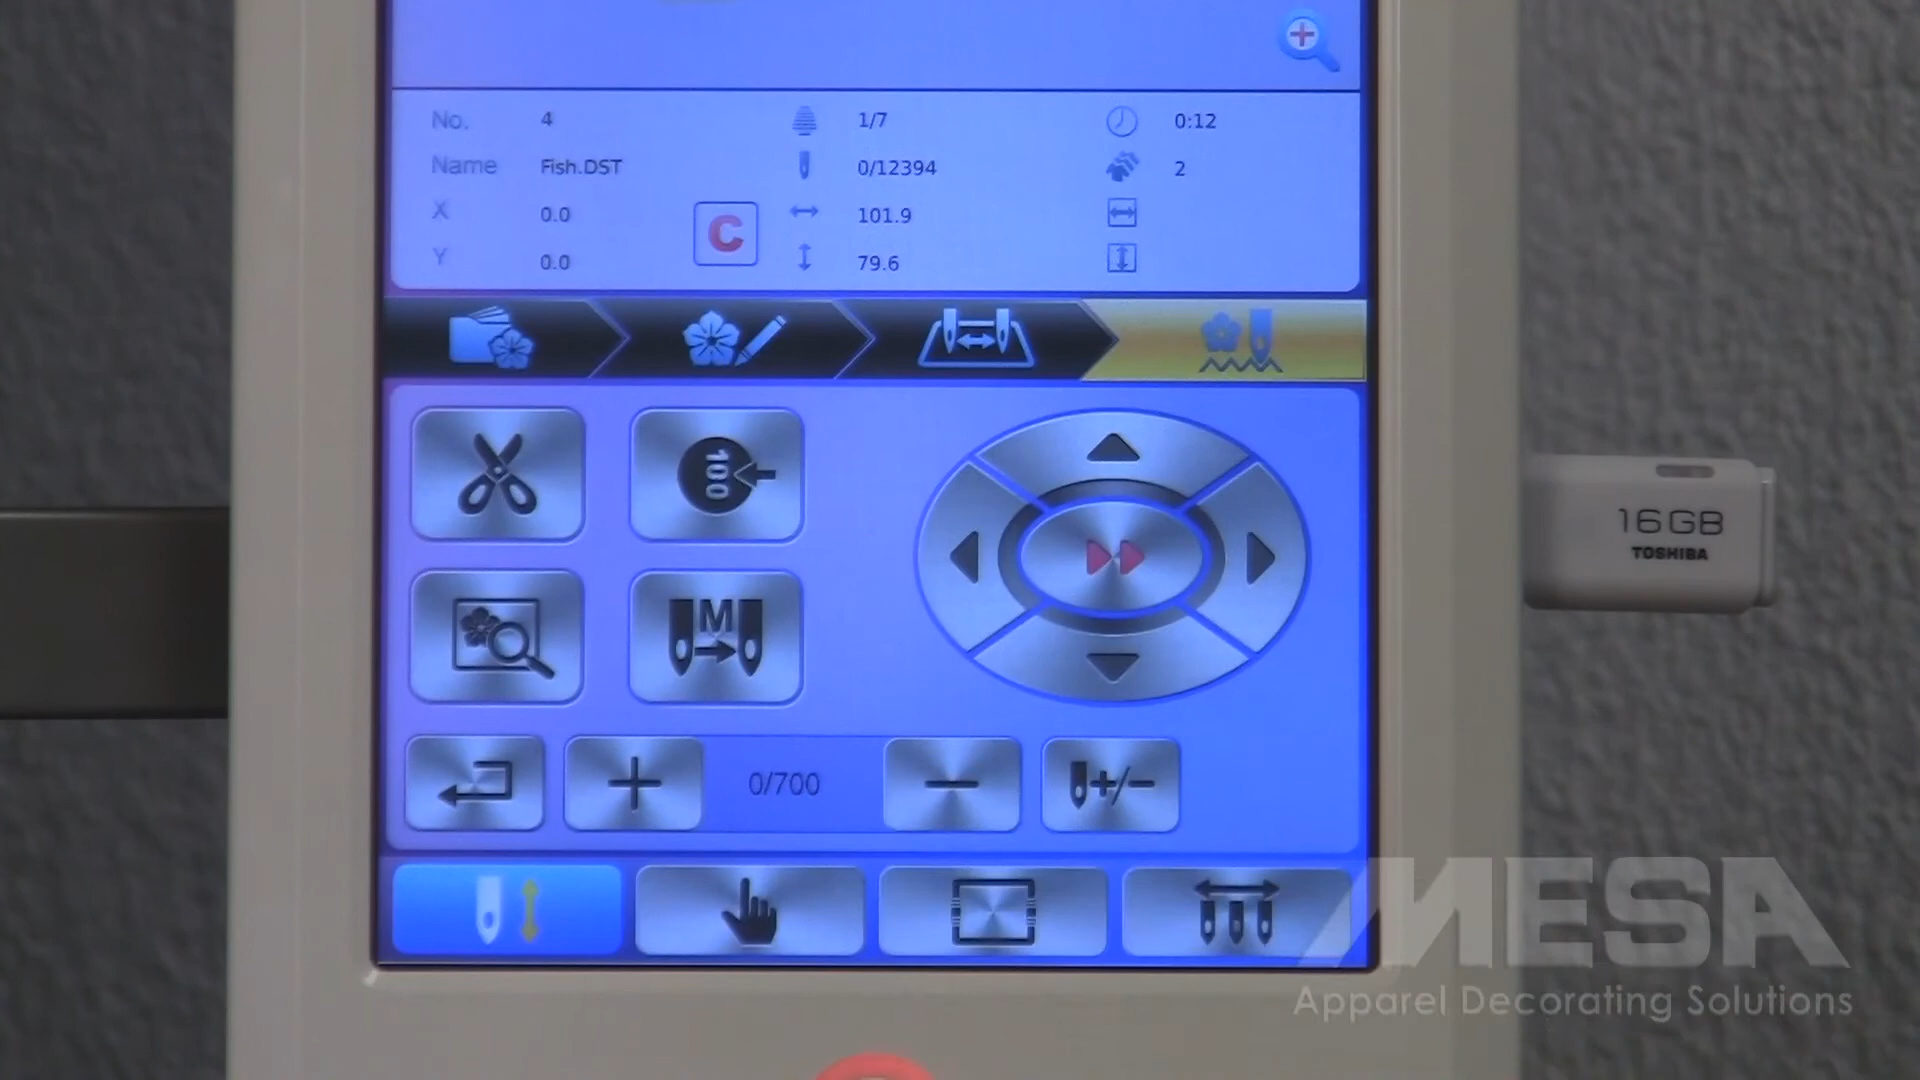 No. 4 1/7 0:12
Name Fish.DST 0/12394 2
X 0.0 C 101.9
Y 0.0 79.6
100
M
0/700
+/-
16GB
TOSHIBA
MESA
Apparel Decorating Solutions